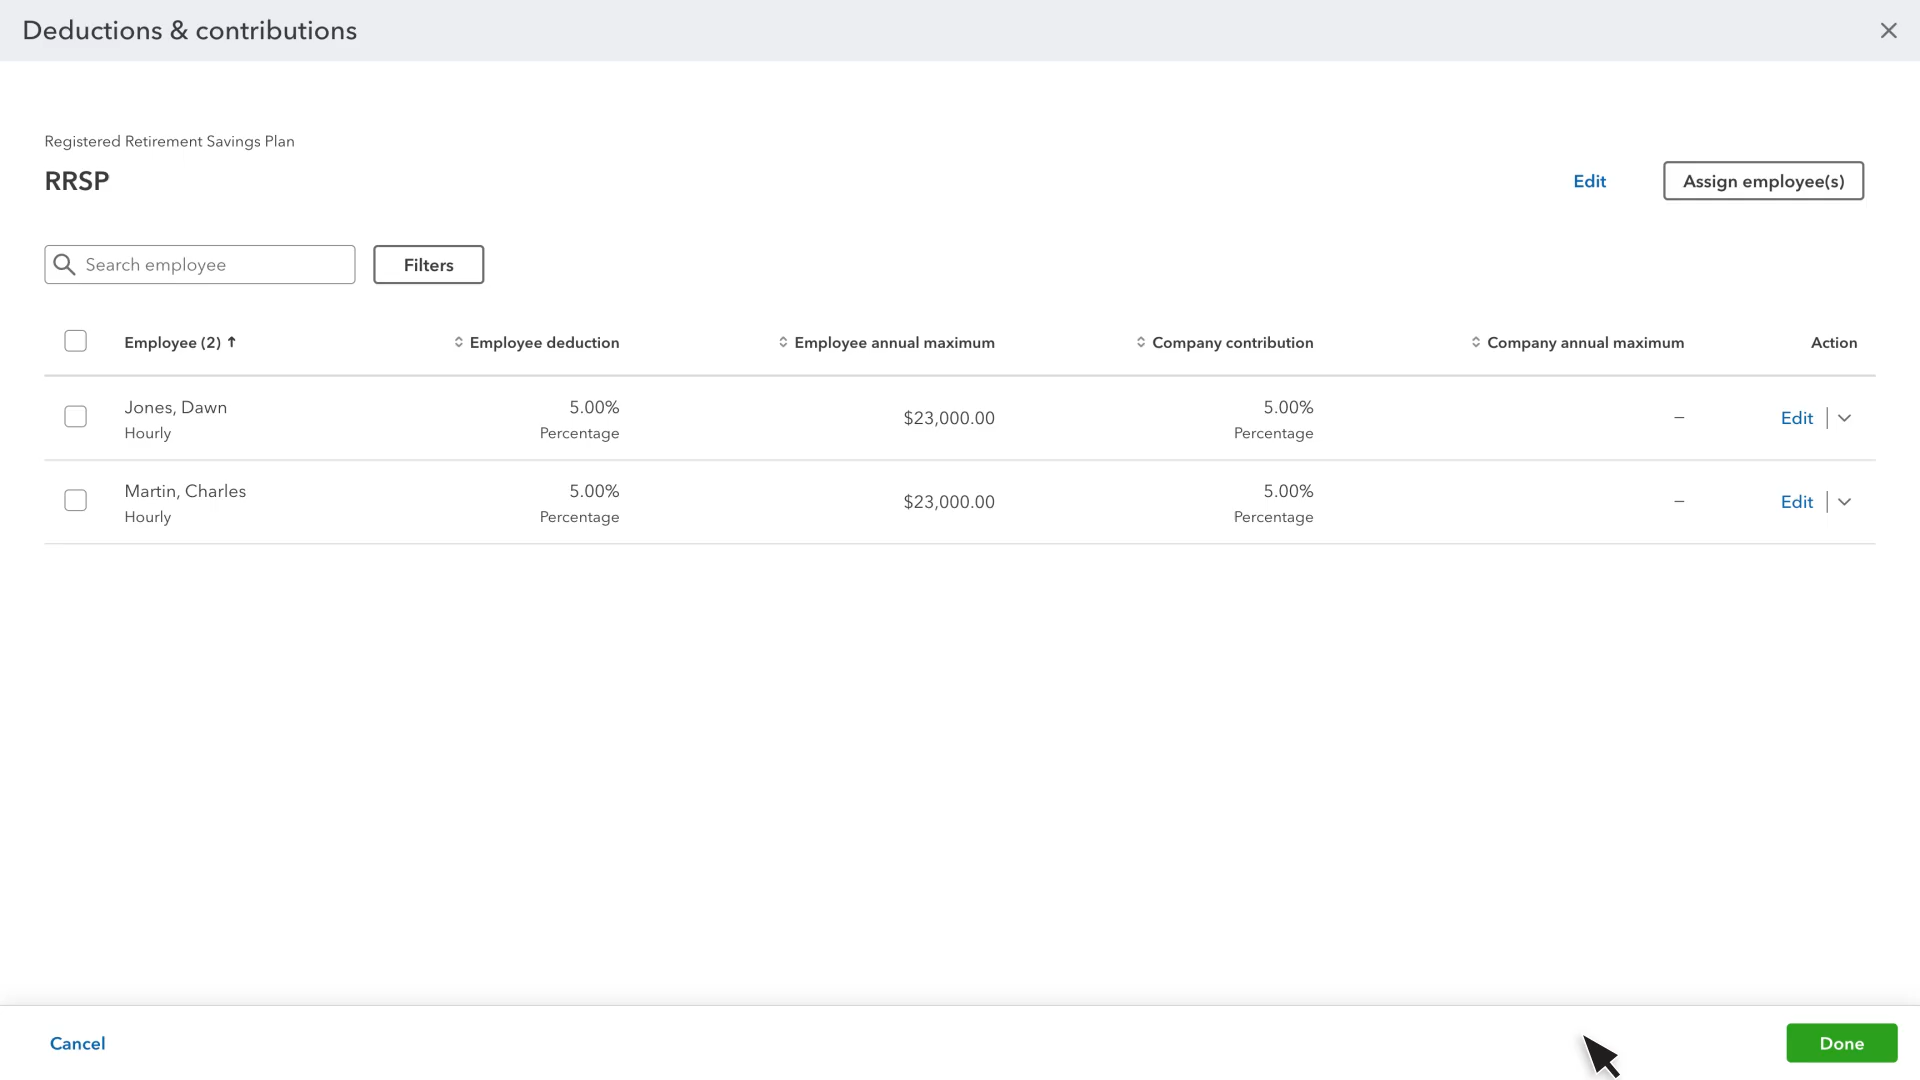 Deductions & contributions
Registered Retirement Savings Plan
RRSP
Edit
Assign employee(s)
Search employee
Filters
Employee (2) Employee deduction Employee annual maximum Company contribution Company annual maximum Action
Jones, Dawn 5.00% $23,000.00 5.00% – Edit
Hourly Percentage Percentage
Martin, Charles 5.00% $23,000.00 5.00% – Edit
Hourly Percentage Percentage
Cancel
Done